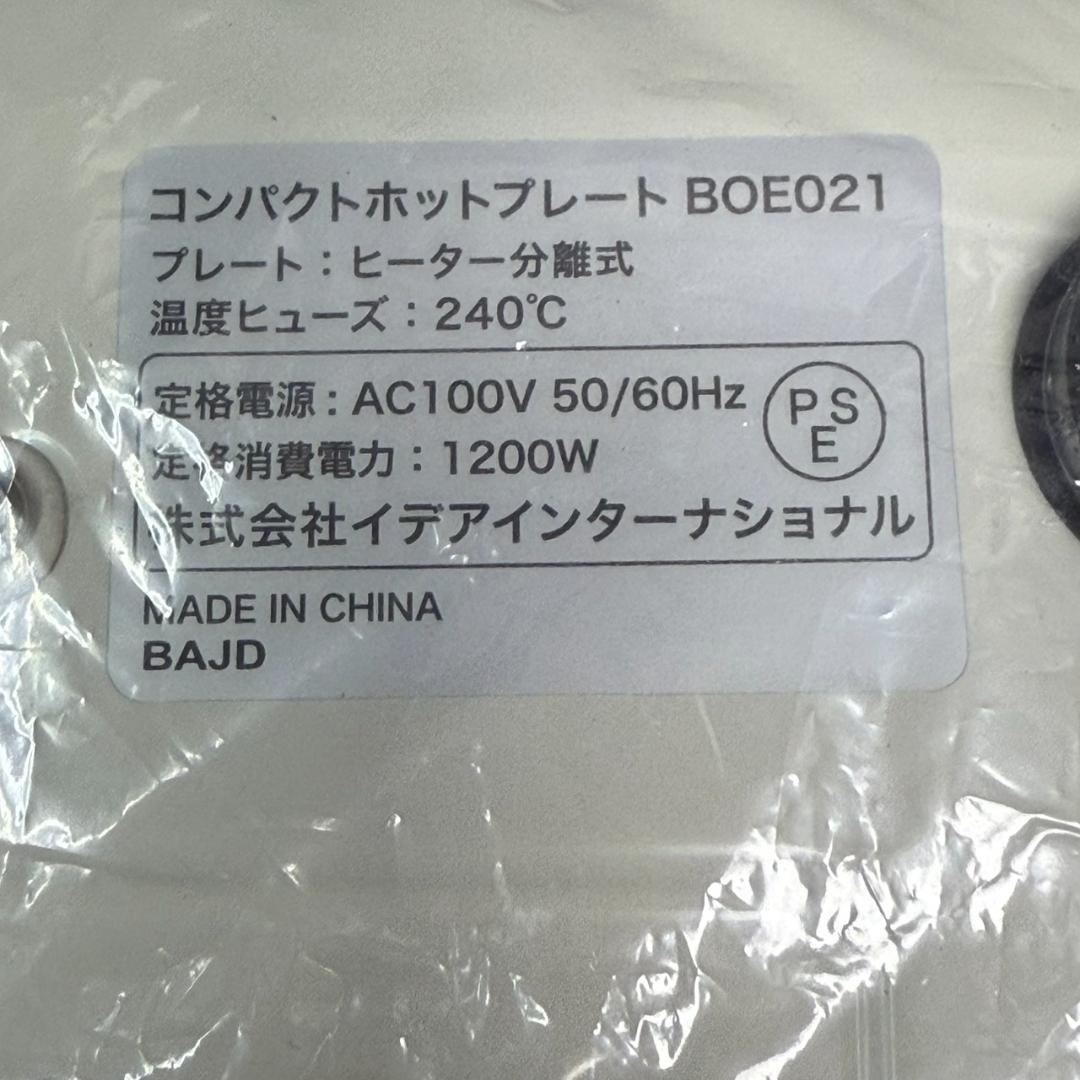 コンパクトホットプレート BOE021
プレート：ヒーター分離式
温度ヒューズ：240℃
定格電源：AC100V 50/60Hz
PSE
定格消費電力：1200W
株式会社イデアインターナショナル
MADE IN CHINA
BAJD